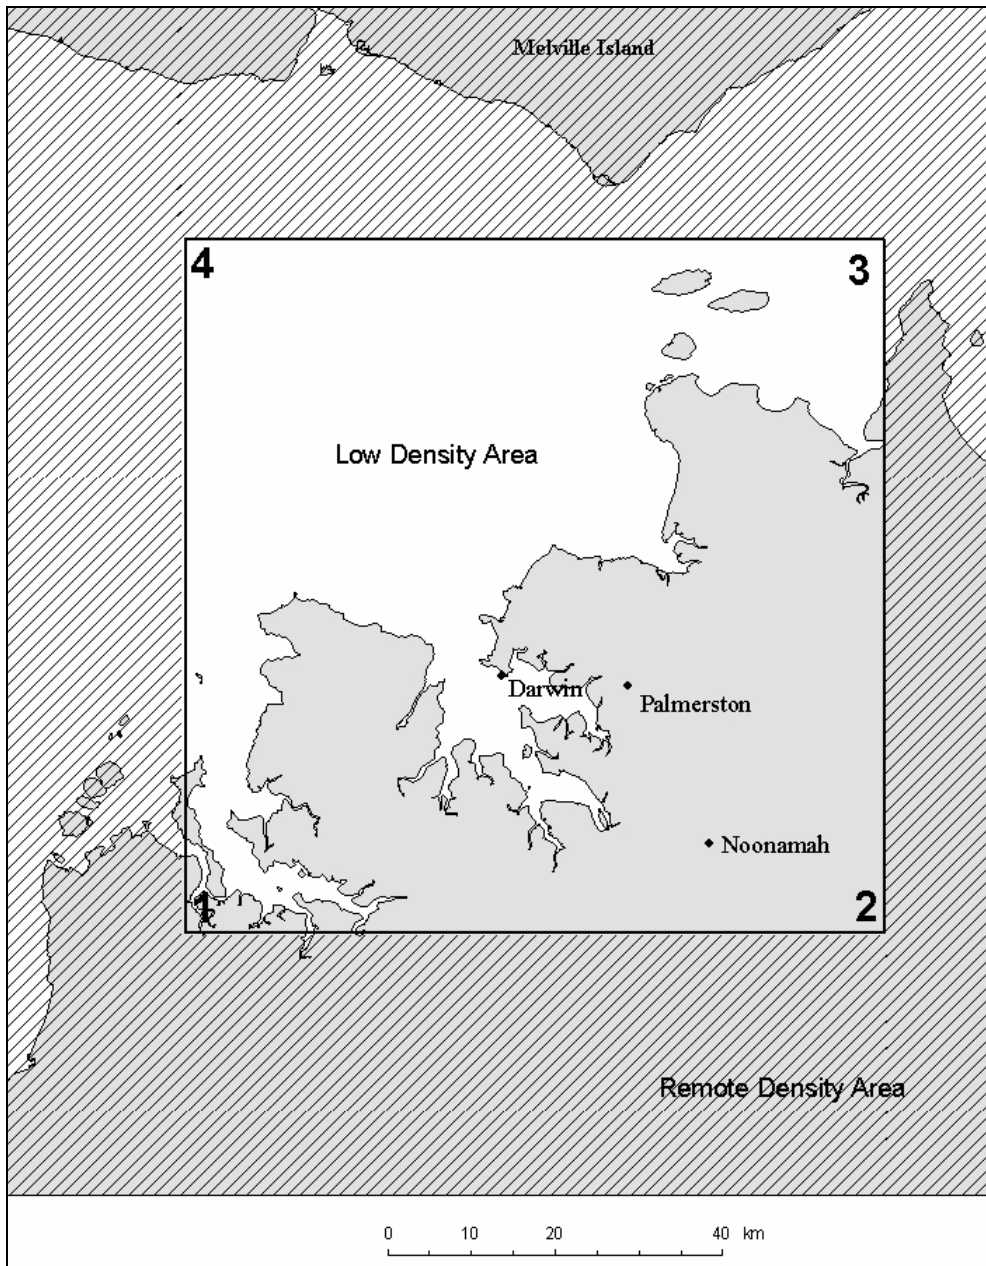 Melville Island
4
3
Low Density Area
Darwin
Palmerston
Noonamah
1
2
Remote Density Area
0 10 20 40 km